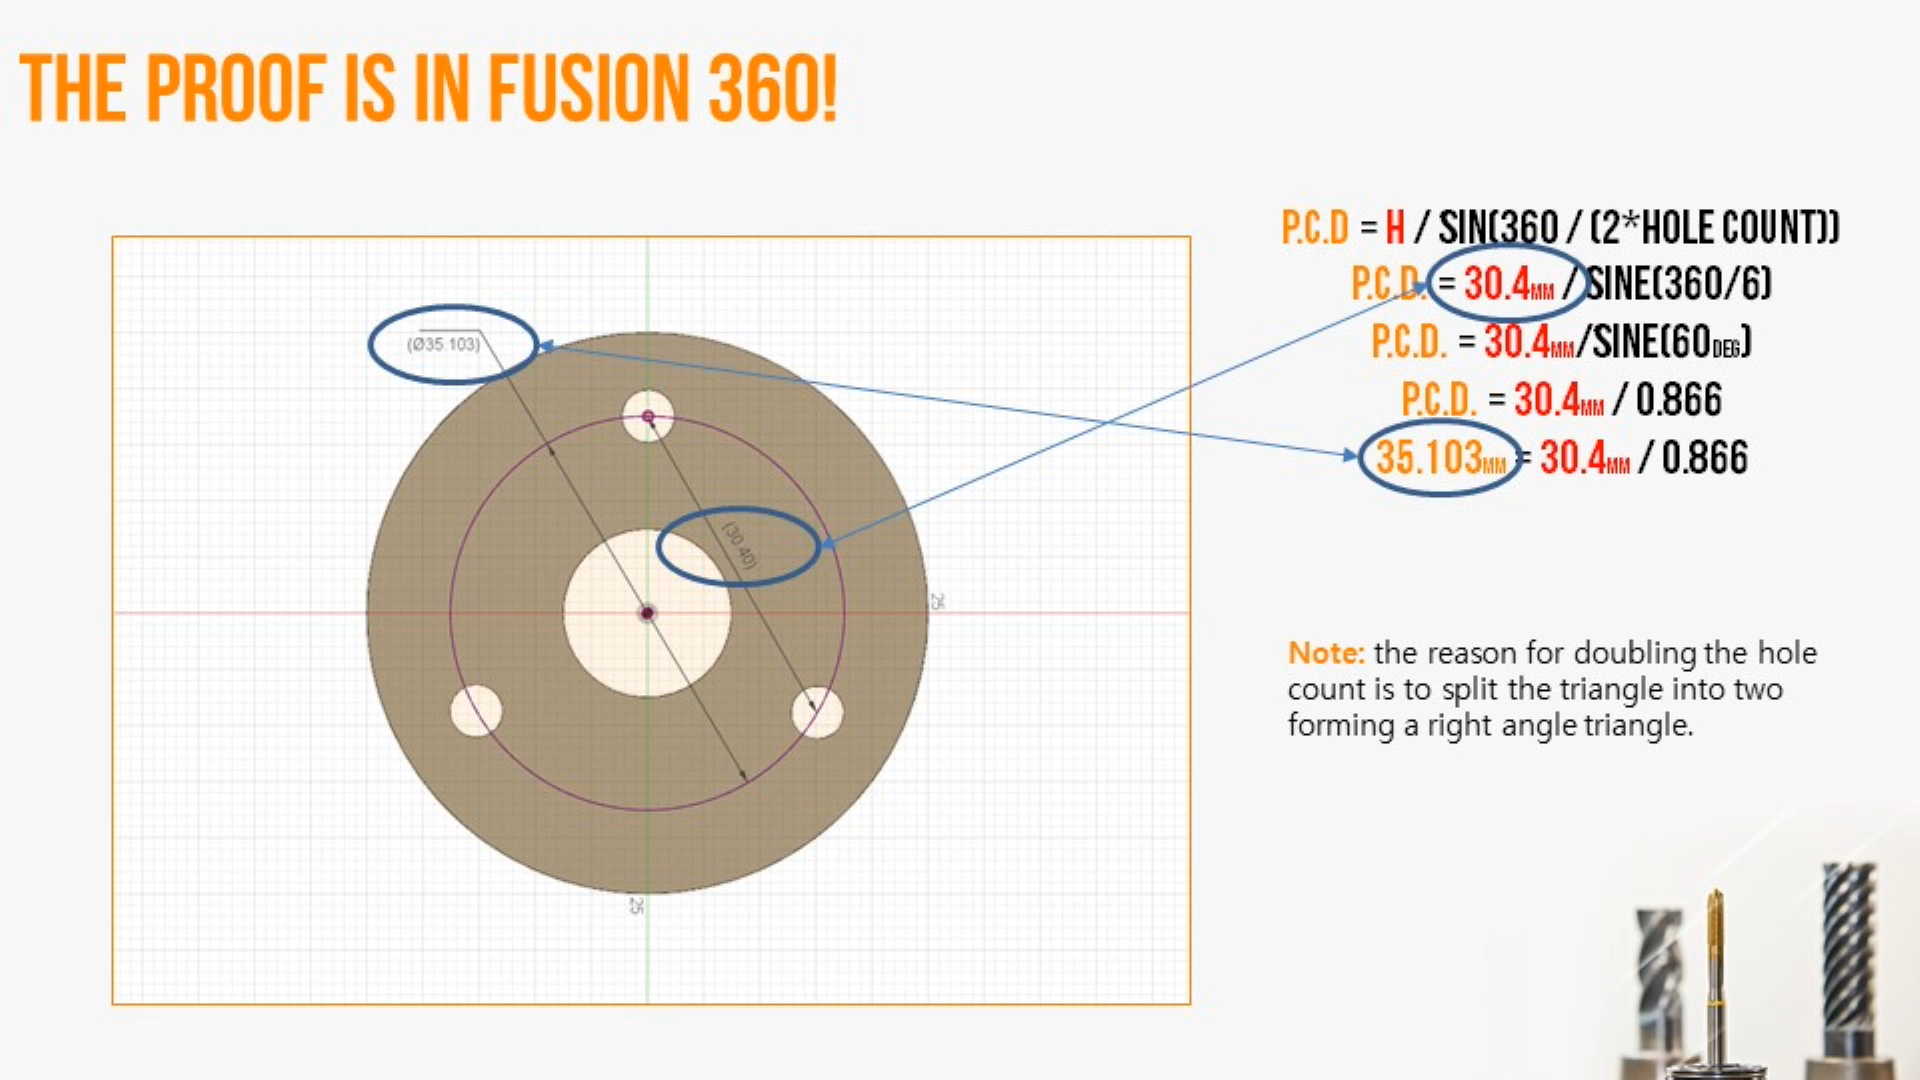 THE PROOF IS IN FUSION 360!
P.C.D = H / SIN(360 / (2*HOLE COUNT))
P.C.D. = 30.4MM / SINE(360/6)
P.C.D. = 30.4MM/SINE(60DEG)
P.C.D. = 30.4MM / 0.866
35.103MM = 30.4MM / 0.866
(Ø35.103)
(30.40)
25
25
Note: the reason for doubling the hole
count is to split the triangle into two
forming a right angle triangle.